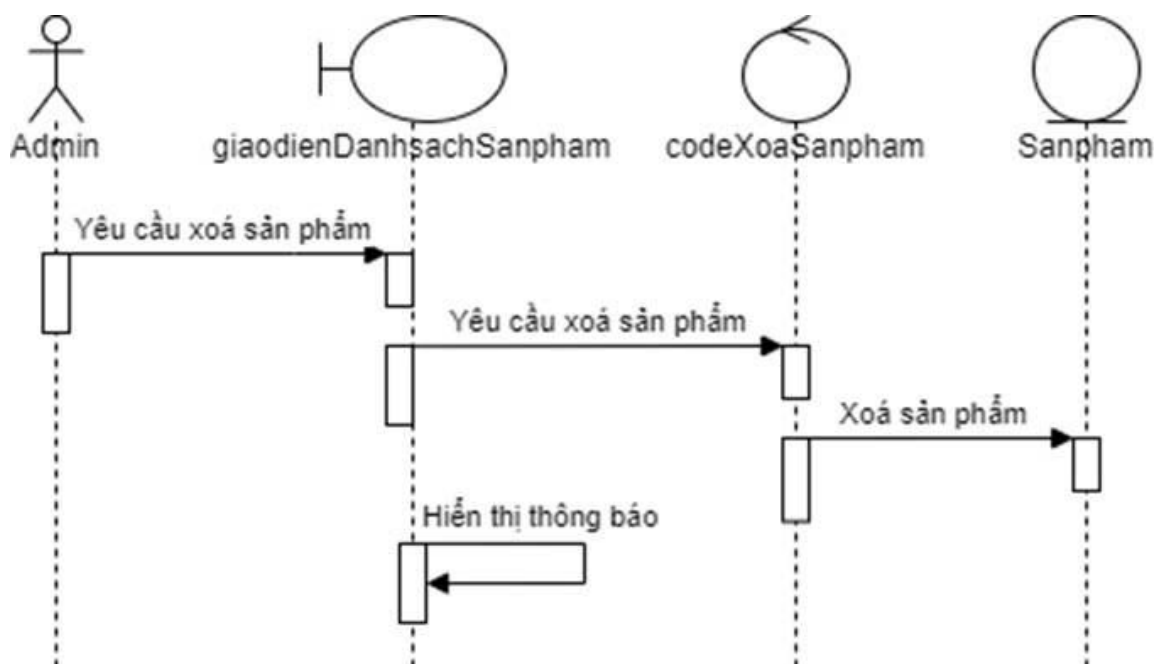 Admin
giaodienDanhsachSanpham
codeXoaSanpham
Sanpham
Yêu cầu xoá sản phẩm
Yêu cầu xoá sản phẩm
Xoá sản phẩm
Hiển thị thông báo